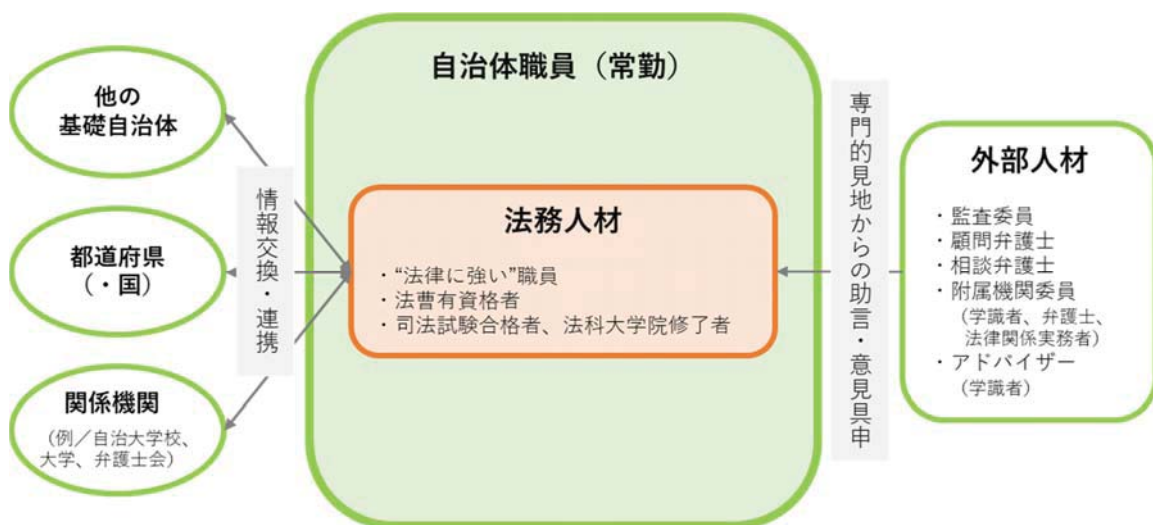 自治体職員（常勤）
他の
基礎自治体
都道府県
（・国）
関係機関
（例／自治大学校、
大学、弁護士会）
情報交換・連携
法務人材
・“法律に強い”職員
・法曹有資格者
・司法試験合格者、法科大学院修了者
専門的見地からの助言・意見具申
外部人材
・監査委員
・顧問弁護士
・相談弁護士
・附属機関委員
（学識者、弁護士、
法律関係実務者）
・アドバイザー
（学識者）